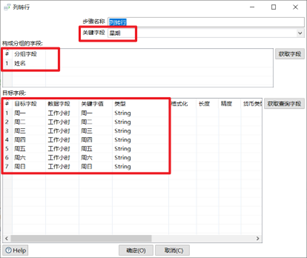 列转行
步骤名称 列转行
关键字段 星期
构成分组的字段:
# 分组字段
1 姓名
获取字段
目标字段:
# 目标字段 数据字段 关键字值 类型 格式化 长度 精度 货币类型
1 周一 工作小时 周一 String
2 周二 工作小时 周二 String
3 周三 工作小时 周三 String
4 周四 工作小时 周四 String
5 周五 工作小时 周五 String
6 周六 工作小时 周六 String
7 周日 工作小时 周日 String
获取查询字段
Help 确定(O) 取消(C)